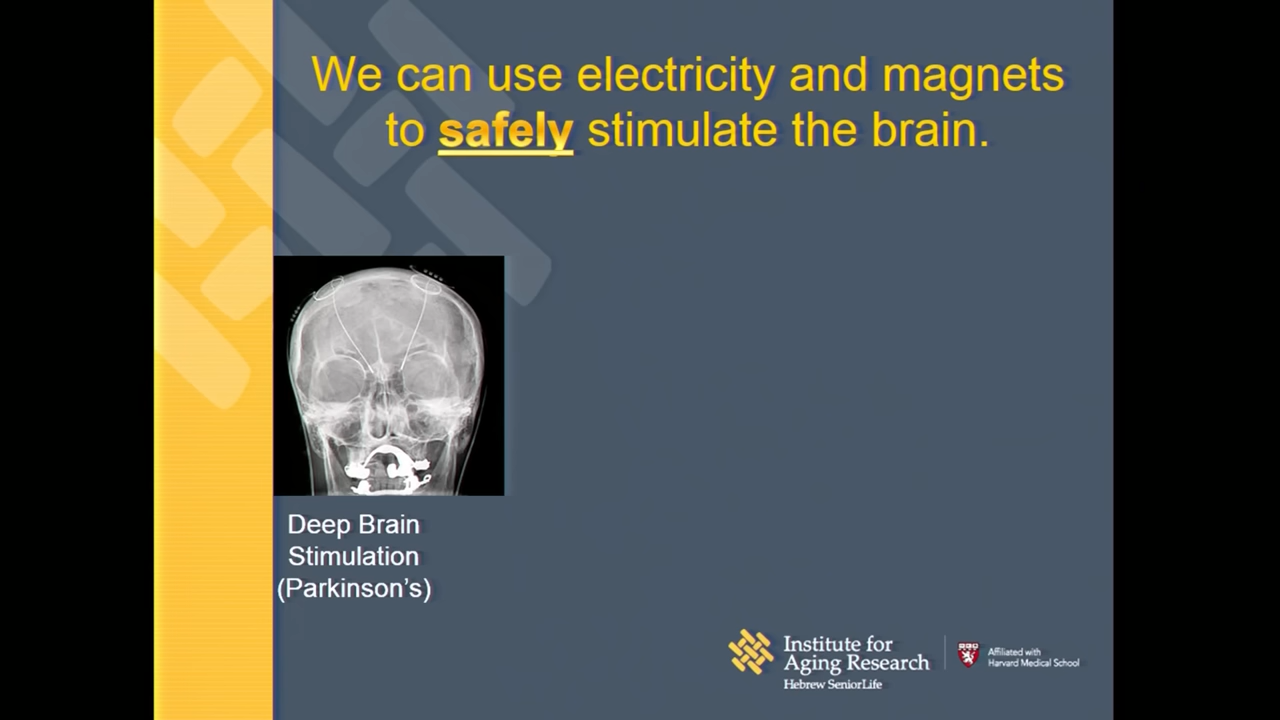 We can use electricity and magnets
to safely stimulate the brain.
Deep Brain
Stimulation
(Parkinson’s)
Institute for
Aging Research
Hebrew SeniorLife
Affiliated with
Harvard Medical School